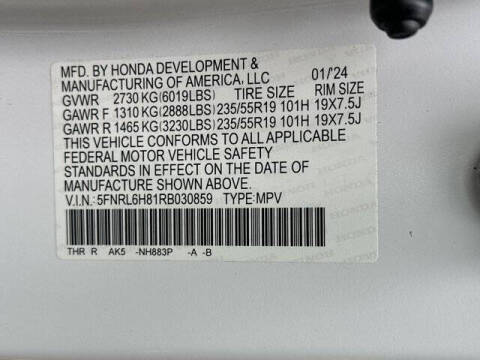 MFD. BY HONDA DEVELOPMENT &
MANUFACTURING OF AMERICA, LLC 01/'24
GVWR 2730 KG(6019LBS) TIRE SIZE RIM SIZE
GAWR F 1310 KG(2888LBS) 235/55R19 101H 19X7.5J
GAWR R 1465 KG(3230LBS) 235/55R19 101H 19X7.5J
THIS VEHICLE CONFORMS TO ALL APPLICABLE
FEDERAL MOTOR VEHICLE SAFETY
STANDARDS IN EFFECT ON THE DATE OF
MANUFACTURE SHOWN ABOVE.
V.I.N.: 5FNRL6H81RB030859 TYPE: MPV
THR R AK5 -NH883P -A -B